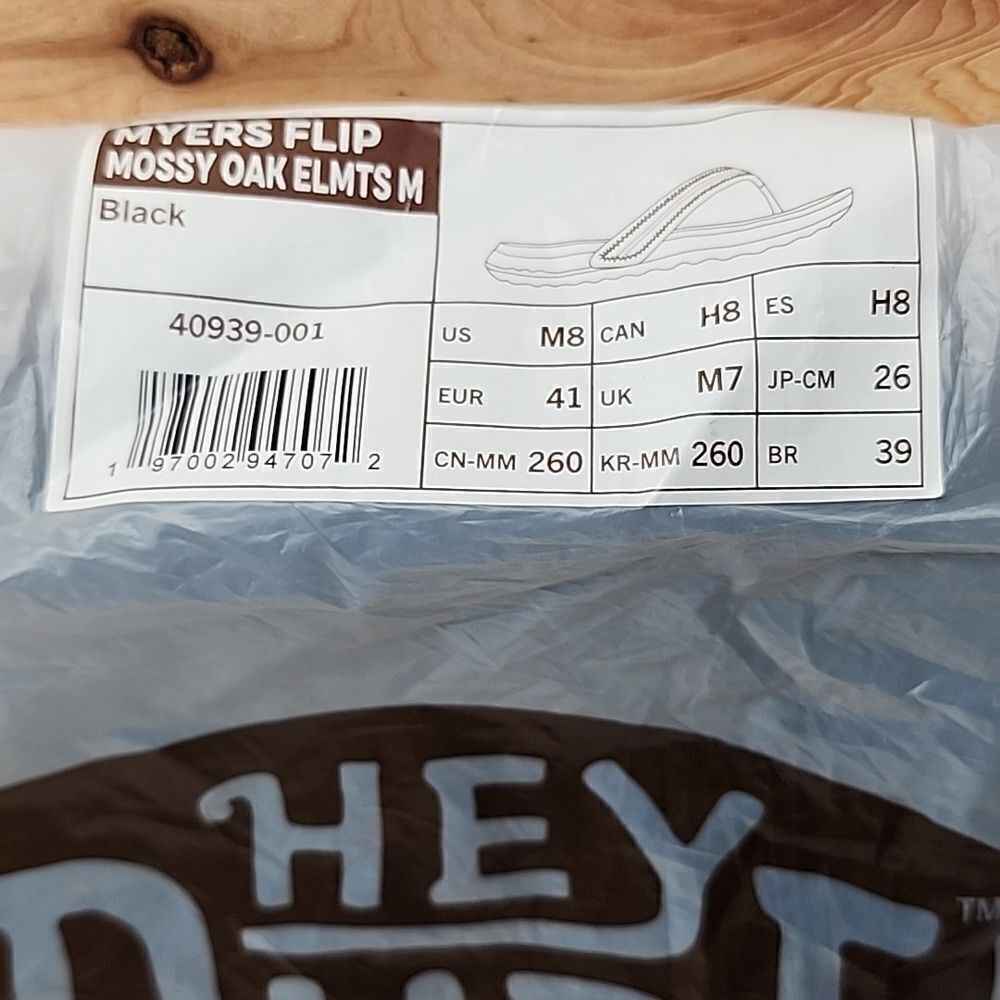 MYERS FLIP
MOSSY OAK ELMTS M
Black
40939-001
1 97002 94707 2
US M8 CAN H8 ES H8
EUR 41 UK M7 JP-CM 26
CN-MM 260 KR-MM 260 BR 39
HEY
TM